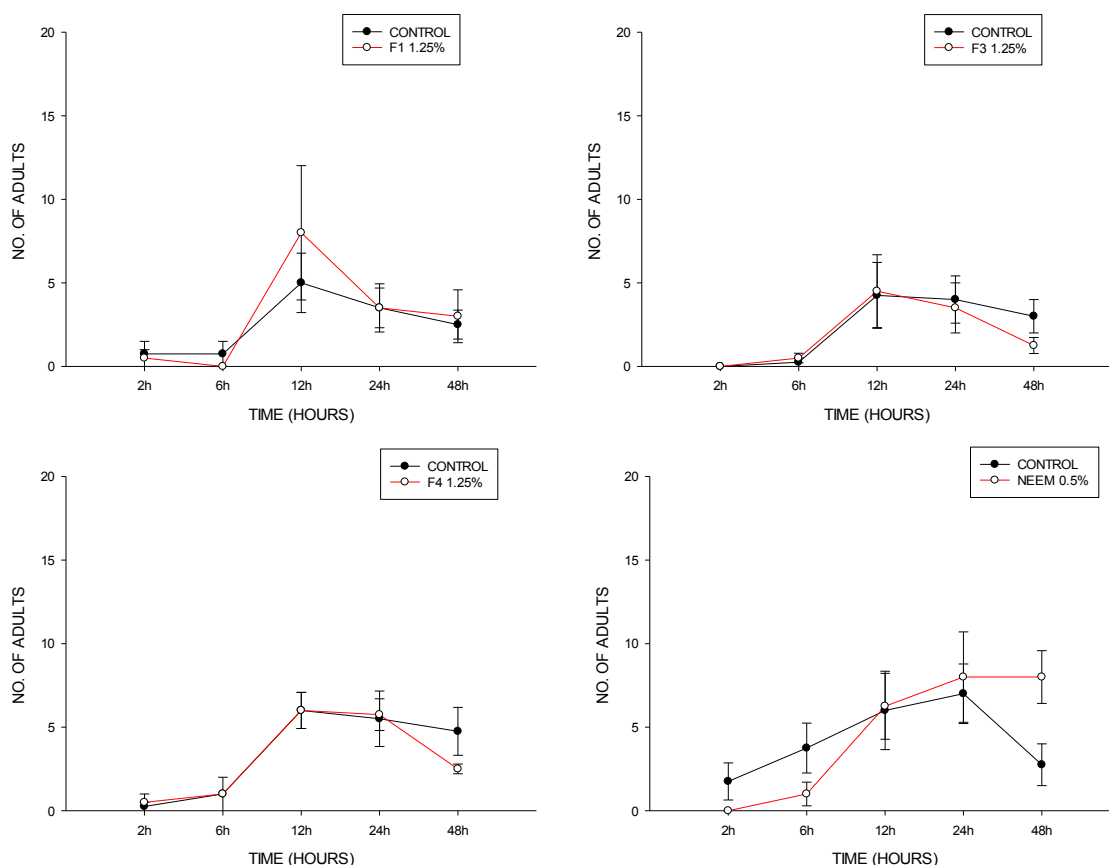 CONTROL
F1 1.25%
20
15
10
5
0
NO. OF ADULTS
2h 6h 12h 24h 48h
TIME (HOURS)
CONTROL
F3 1.25%
20
15
10
5
0
NO. OF ADULTS
2h 6h 12h 24h 48h
TIME (HOURS)
CONTROL
F4 1.25%
20
15
10
5
0
NO. OF ADULTS
2h 6h 12h 24h 48h
TIME (HOURS)
CONTROL
NEEM 0.5%
20
15
10
5
0
NO. OF ADULTS
2h 6h 12h 24h 48h
TIME (HOURS)